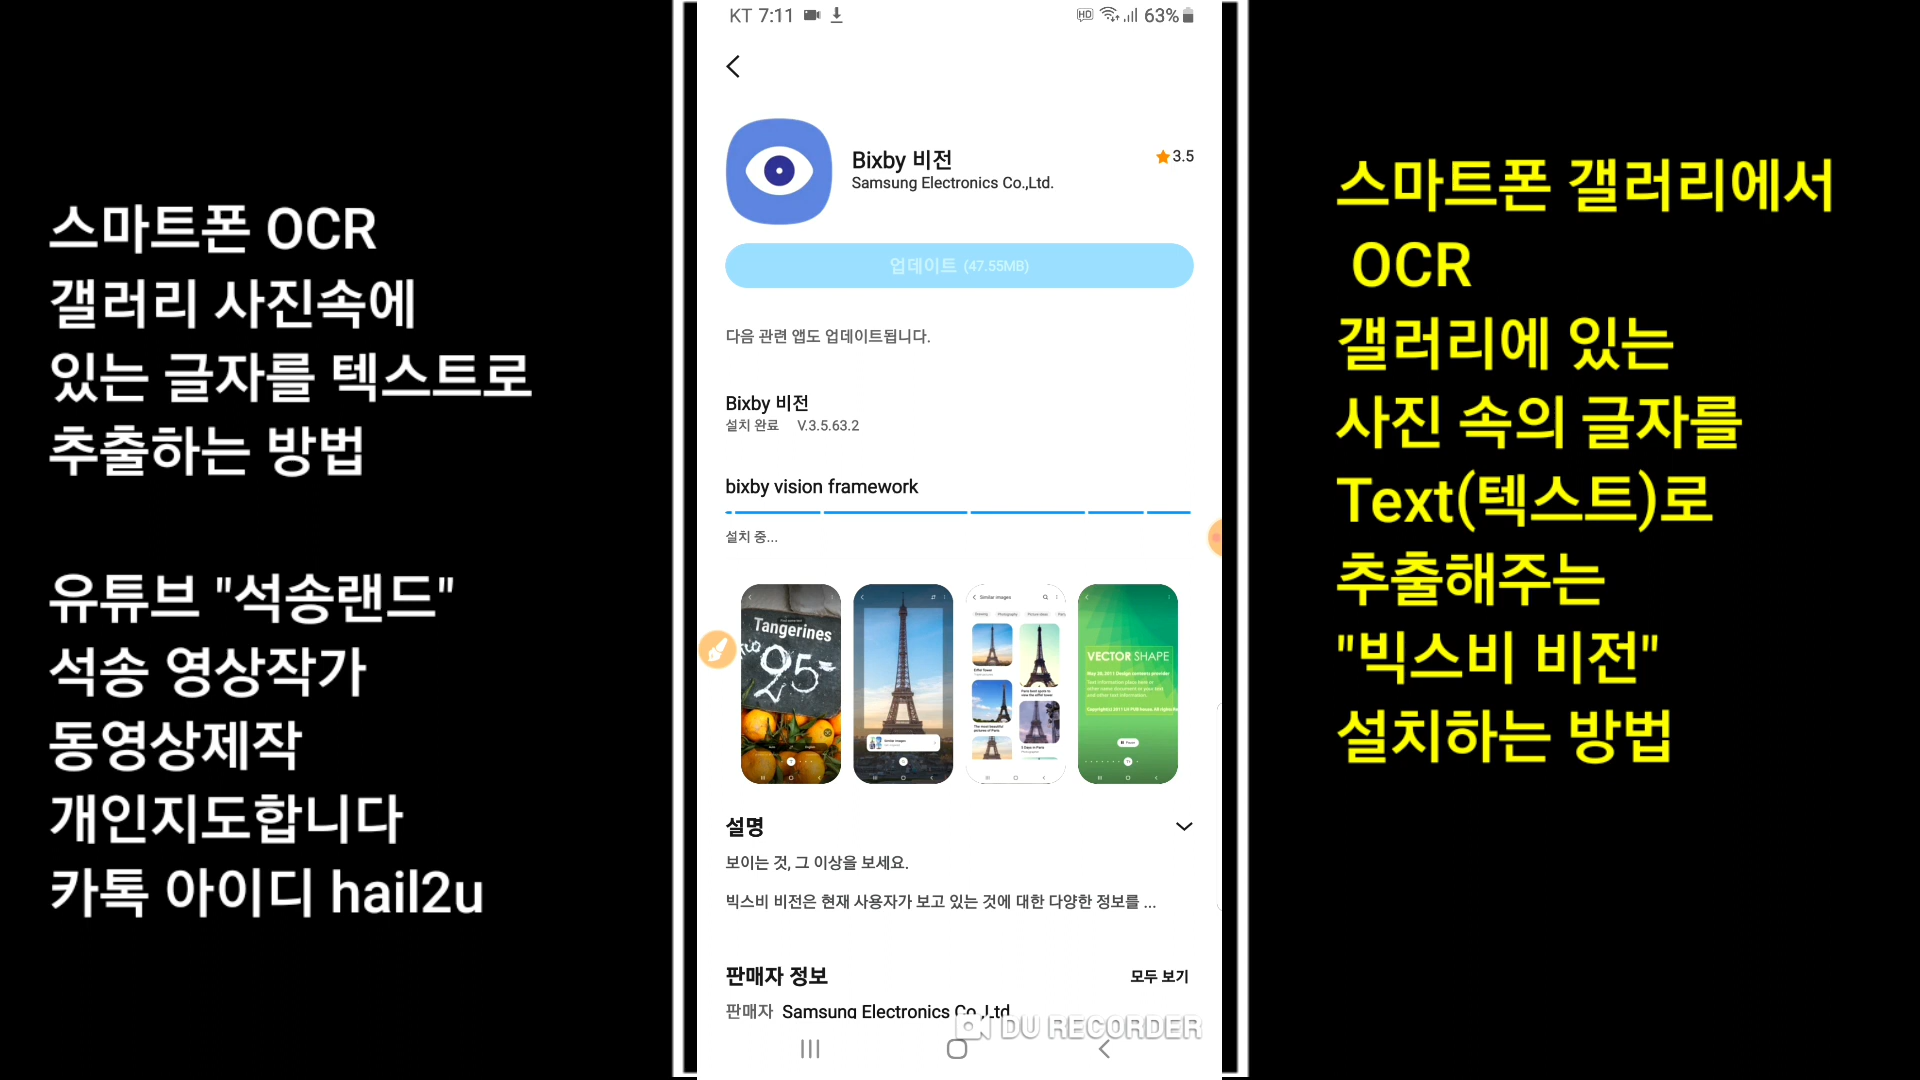 스마트폰 OCR
갤러리 사진속에
있는 글자를 텍스트로
추출하는 방법
유튜브 "석송랜드"
석송 영상작가
동영상제작
개인지도합니다
카톡 아이디 hail2u
KT 7:11
HD 63%
Bixby 비전
3.5
Samsung Electronics Co.,Ltd.
업데이트 (47.55MB)
다음 관련 앱도 업데이트됩니다.
Bixby 비전
설치 완료 V.3.5.63.2
bixby vision framework
설치 중...
Tangerines
25
Similar images
VECTOR SHAPE
설명
보이는 것, 그 이상을 보세요.
빅스비 비전은 현재 사용자가 보고 있는 것에 대한 다양한 정보를 ...
판매자 정보
모두 보기
판매자 Samsung Electronics Co.,Ltd
DU RECORDER
스마트폰 갤러리에서
OCR
갤러리에 있는
사진 속의 글자를
Text(텍스트)로
추출해주는
"빅스비 비전"
설치하는 방법